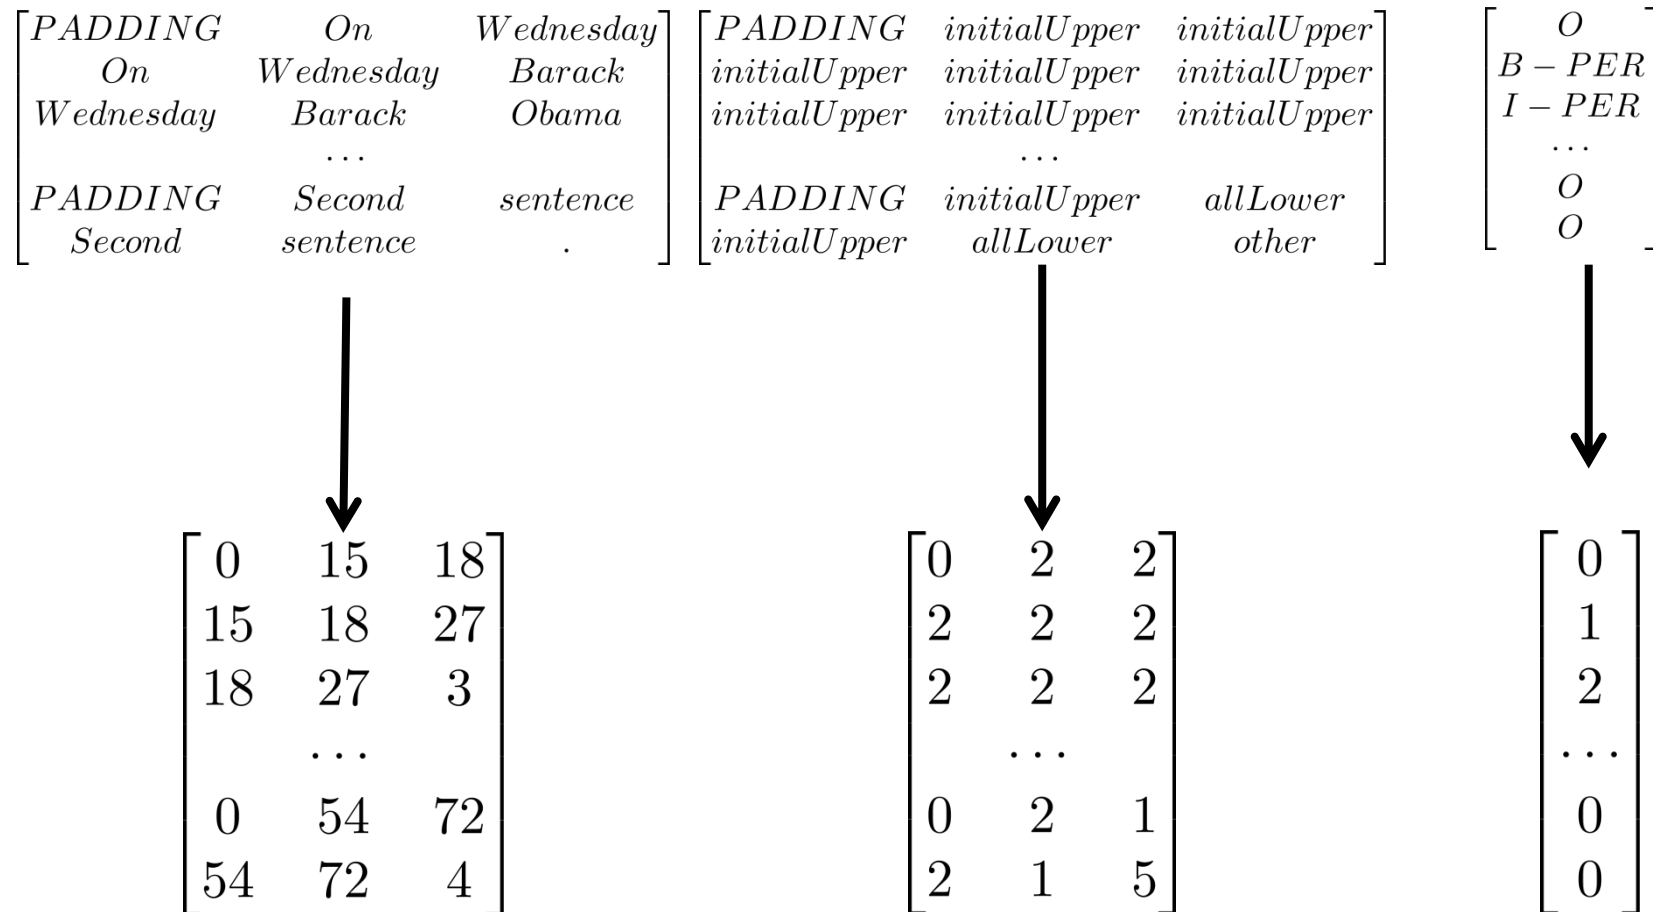 PADDING On Wednesday PADDING initialUpper initialUpper O
On Wednesday Barack initialUpper initialUpper initialUpper B − PER
Wednesday Barack Obama initialUpper initialUpper initialUpper I − PER
... ... ...
PADDING Second sentence PADDING initialUpper allLower O
Second sentence . initialUpper allLower other O
0 15 18 0 2 2 0
15 18 27 2 2 2 1
18 27 3 2 2 2 2
... ... ...
0 54 72 0 2 1 0
54 72 4 2 1 5 0